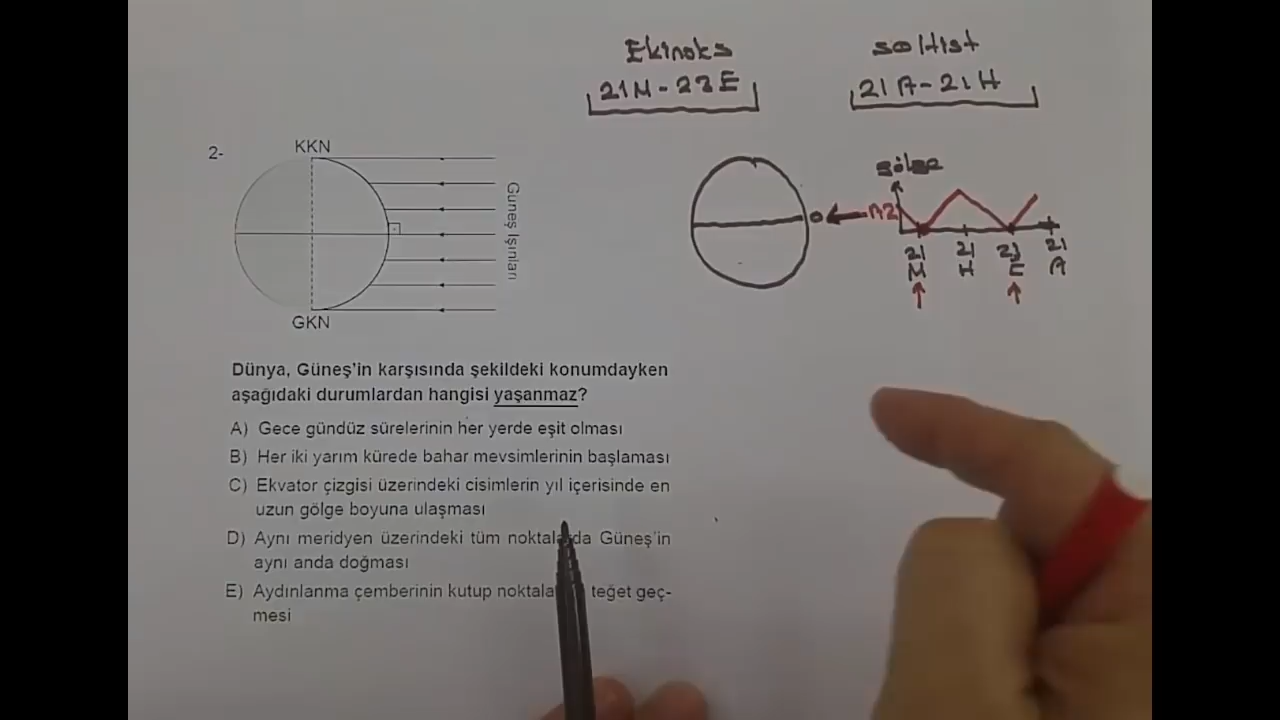 Ekinoks
21M - 23E
soltist
21A - 21H
2-
KKN
Güneş Işınları
GKN
gölge
21 M
21 H
23 E
21 A
Dünya, Güneş'in karşısında şekildeki konumdayken
aşağıdaki durumlardan hangisi yaşanmaz?
A) Gece gündüz sürelerinin her yerde eşit olması
B) Her iki yarım kürede bahar mevsimlerinin başlaması
C) Ekvator çizgisi üzerindeki cisimlerin yıl içerisinde en
uzun gölge boyuna ulaşması
D) Aynı meridyen üzerindeki tüm noktalarda Güneş'in
aynı anda doğması
E) Aydınlanma çemberinin kutup teğet geç-
mesi